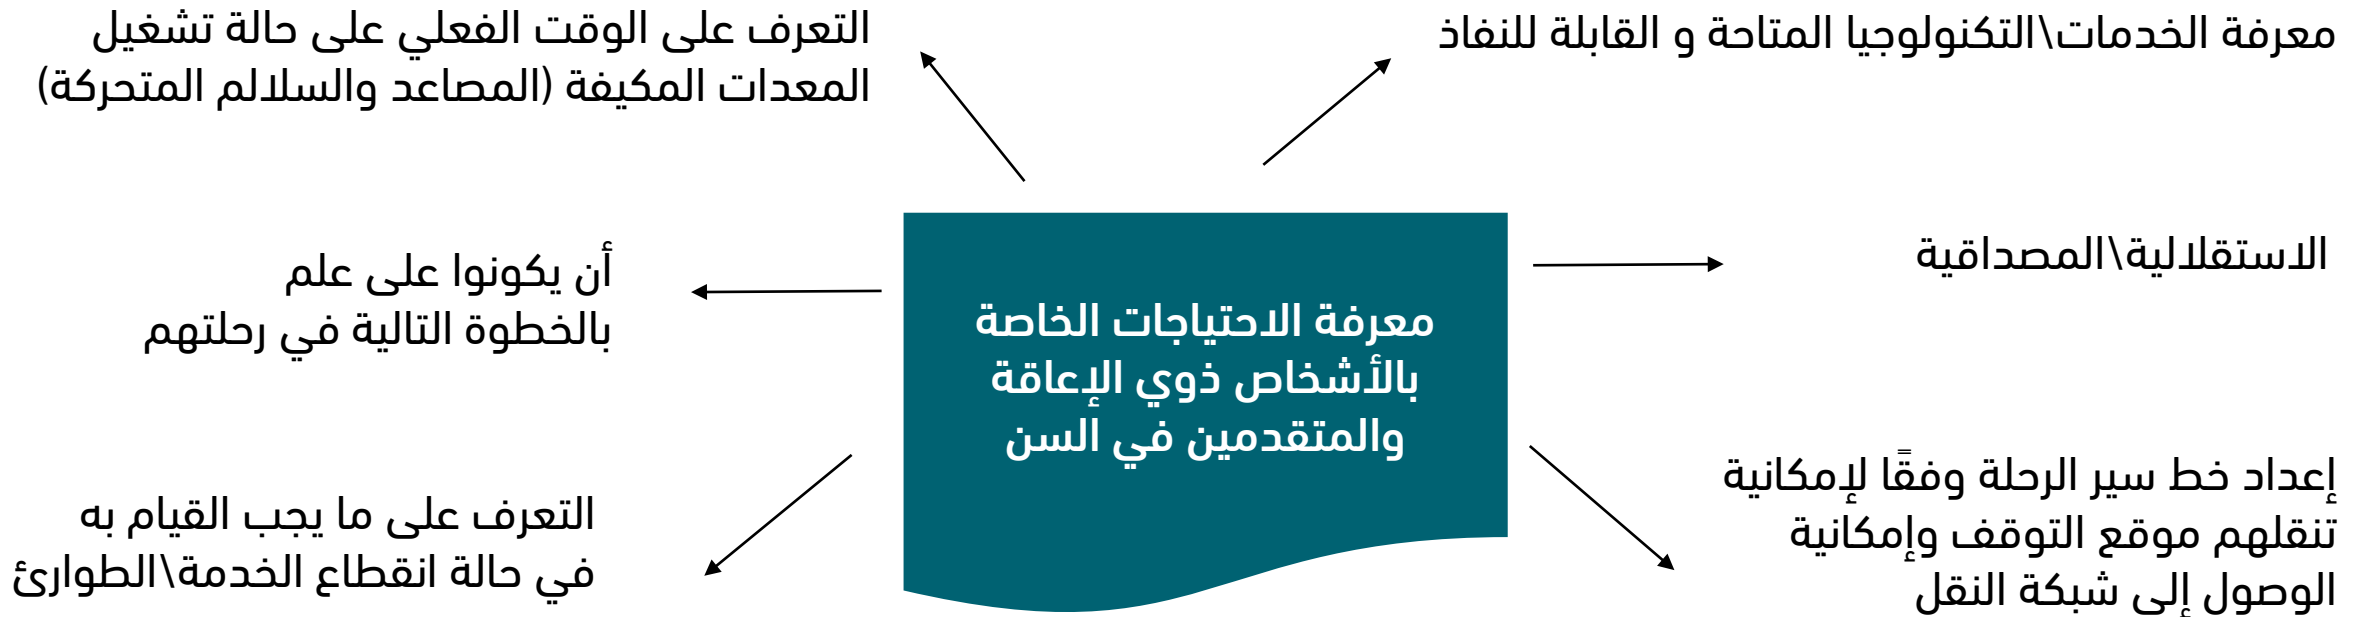 معرفة الخدمات\التكنولوجيا المتاحة و القابلة للنفاذ
التعرف على الوقت الفعلي على حالة تشغيل
المعدات المكيفة (المصاعد والسلالم المتحركة)
الاستقلالية\المصداقية
أن يكونوا على علم
بالخطوة التالية في رحلتهم
معرفة الاحتياجات الخاصة
بالأشخاص ذوي الإعاقة
والمتقدمين في السن
إعداد خط سير الرحلة وفقًا لإمكانية
تنقلهم موقع التوقف وإمكانية
الوصول إلى شبكة النقل
التعرف على ما يجب القيام به
في حالة انقطاع الخدمة\الطوارئ